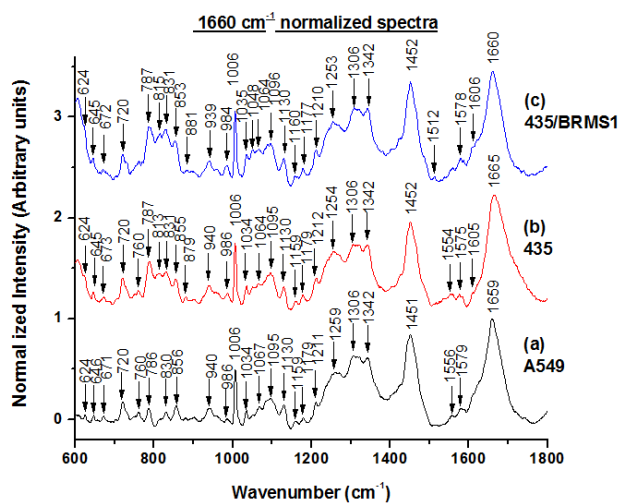 1660 cm⁻¹ normalized spectra
Normalized Intensity (Arbitrary units)
3
2
1
0
624 645 672 720 787 815 831 853 881 939 984 1006 1035 1048 1064 1096 1130 1160 1177 1210 1253 1306 1342 1452 1512 1578 1606 1660
(c)
435/BRMS1
624 645 673 720 760 787 813 831 855 879 940 986 1006 1034 1064 1095 1130 1159 1179 1212 1254 1306 1342 1452 1554 1575 1605 1665
(b)
435
624 646 671 720 760 786 830 856 940 986 1006 1034 1067 1095 1130 1159 1179 1211 1259 1306 1342 1451 1556 1579 1659
(a)
A549
600 800 1000 1200 1400 1600 1800
Wavenumber (cm⁻¹)